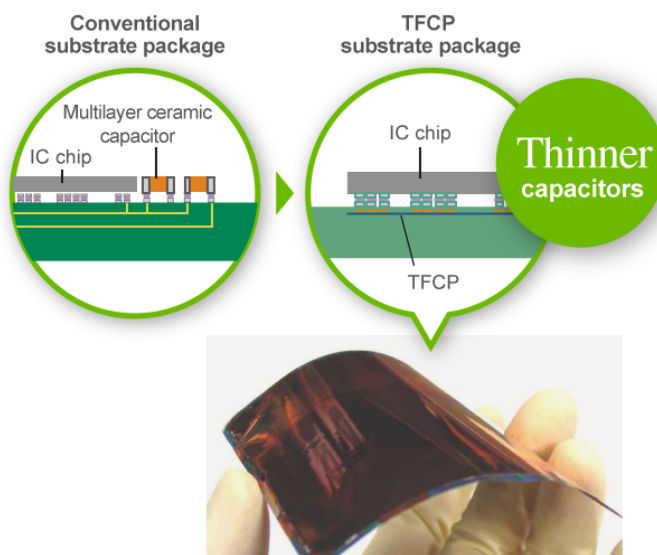 Conventional
substrate package
TFCP
substrate package
Multilayer ceramic
capacitor
IC chip
IC chip
Thinner
capacitors
TFCP